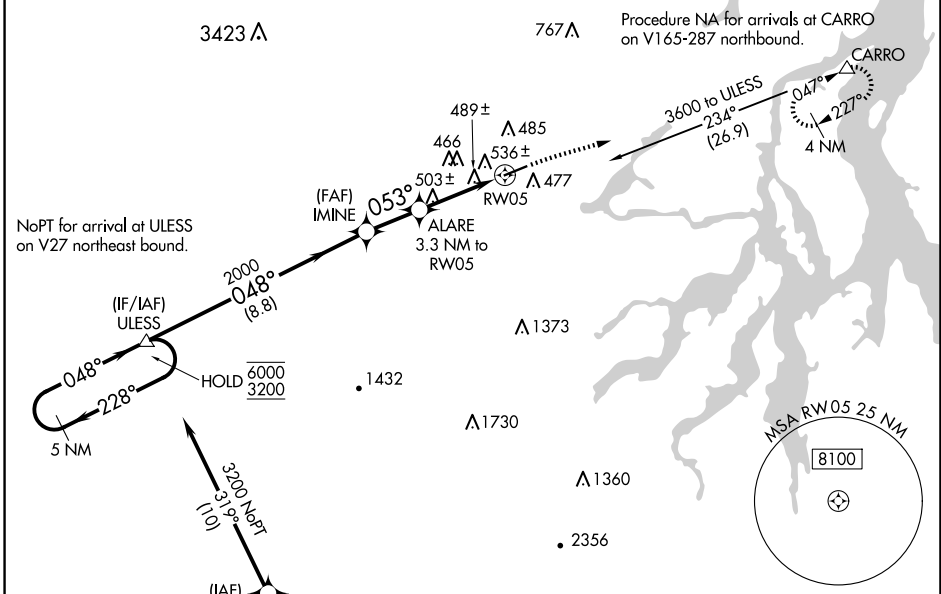 3423
767
Procedure NA for arrivals at CARRO
on V165-287 northbound.
CARRO
047°
227°
4 NM
3600 to ULESS
234°
(26.9)
489±
485
466
536±
503±
477
RW05
053°
(FAF)
IMINE
ALARE
3.3 NM to
RW05
NoPT for arrival at ULESS
on V27 northeast bound.
2000
048°
(8.8)
(IF/IAF)
ULESS
048°
228°
HOLD 6000
3200
5 NM
1373
1432
1730
1360
2356
3200 NoPT
319°
(10)
(IAF)
MSA RW05 25 NM
8100